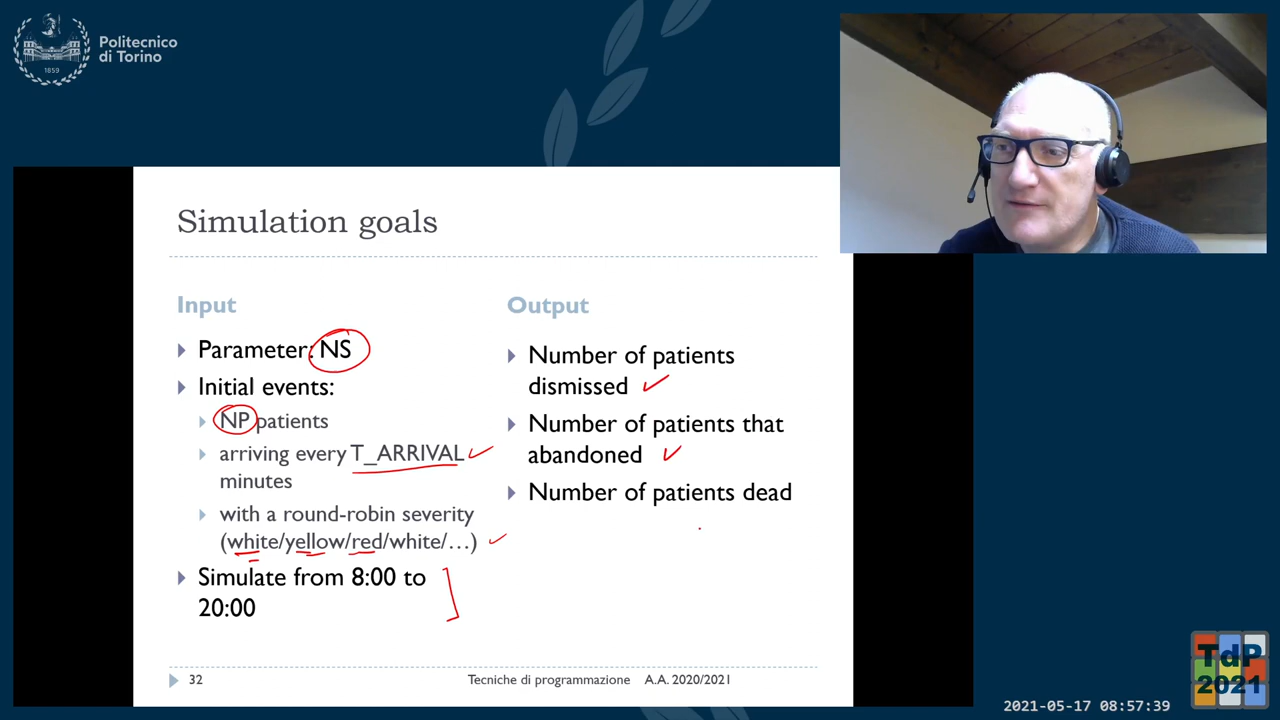 Politecnico
di Torino
1859
Simulation goals
Input
Parameter: NS
Initial events:
NP patients
arriving every T_ARRIVAL
minutes
with a round-robin severity
(white/yellow/red/white/…)
Simulate from 8:00 to
20:00
Output
Number of patients
dismissed
Number of patients that
abandoned
Number of patients dead
32
Tecniche di programmazione A.A. 2020/2021
TdP
2021
2021-05-17 08:57:39